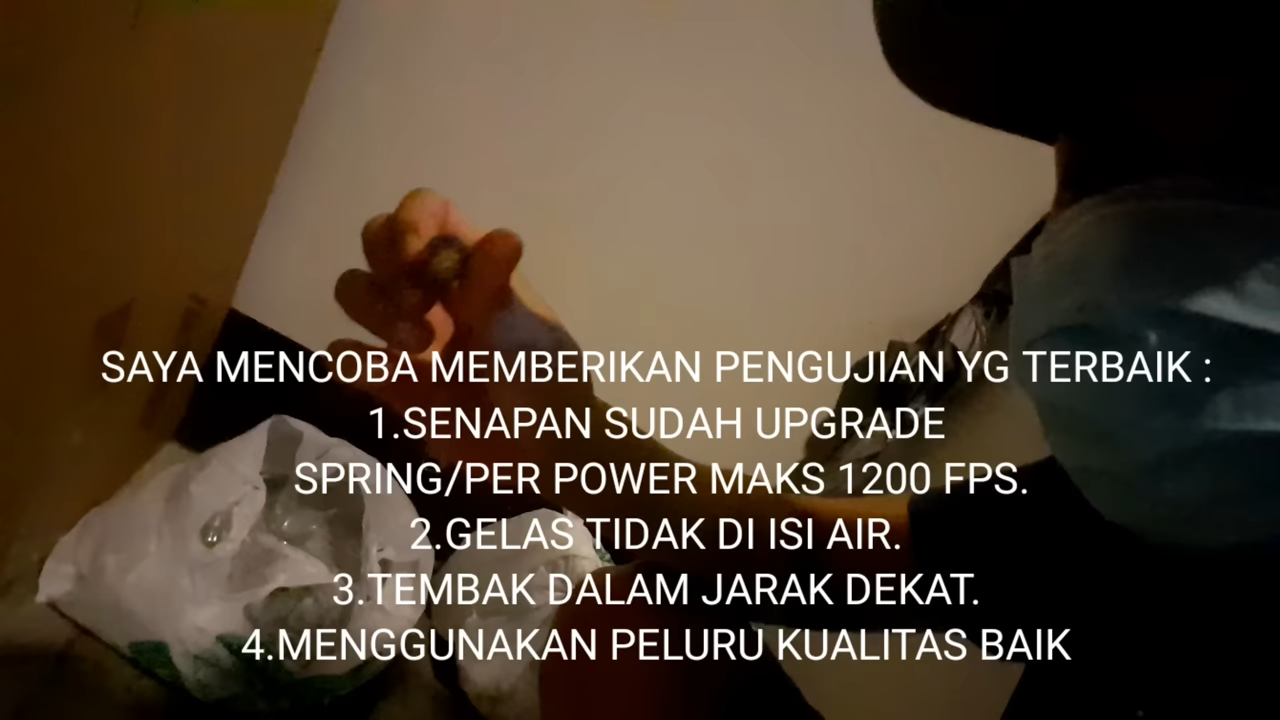 SAYA MENCOBA MEMBERIKAN PENGUJIAN YG TERBAIK :
1.SENAPAN SUDAH UPGRADE
SPRING/PER POWER MAKS 1200 FPS.
2.GELAS TIDAK DI ISI AIR.
3.TEMBAK DALAM JARAK DEKAT.
4.MENGGUNAKAN PELURU KUALITAS BAIK